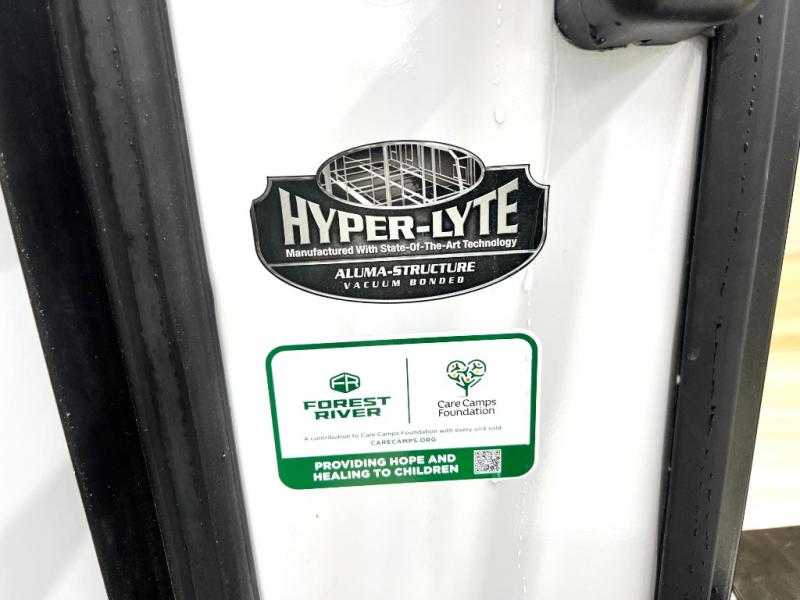 HYPER-LYTE
Manufactured With State-Of-The-Art Technology
ALUMA-STRUCTURE
VACUUM BONDED
FR
FOREST
RIVER
Care Camps
Foundation
A contribution to Care Camps Foundation with every unit sold.
CARECAMPS.ORG
PROVIDING HOPE AND
HEALING TO CHILDREN